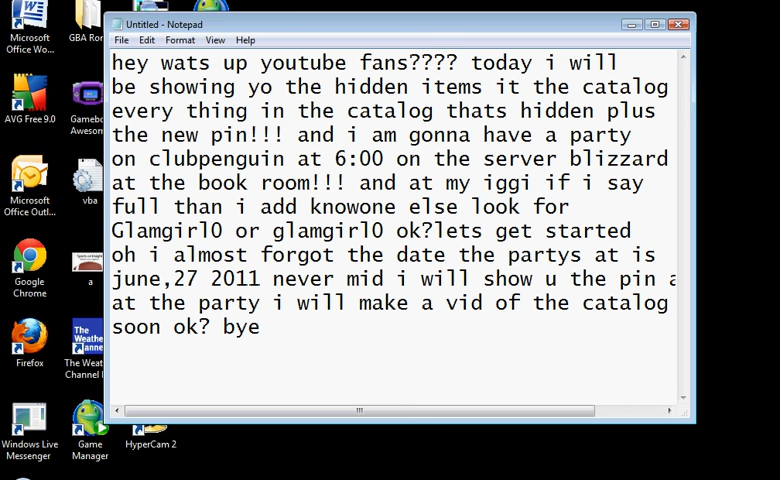 Untitled - Notepad
File Edit Format View Help
hey wats up youtube fans???? today i will
be showing yo the hidden items it the catalog
every thing in the catalog thats hidden plus
the new pin!!! and i am gonna have a party
on clubpenguin at 6:00 on the server blizzard
at the book room!!! and at my iggi if i say
full than i add knowone else look for
Glamgirl0 or glamgirl0 ok?lets get started
oh i almost forgot the date the partys at is
june,27 2011 never mid i will show u the pin a
at the party i will make a vid of the catalog
soon ok? bye
Microsoft
Office Wo...
GBA Ror
AVG Free 9.0
Gameb
Awesom
Microsoft
Office Outl...
vba
Google
Chrome
a
Firefox
The
Weathe
The Weat
Channel
Windows Live
Messenger
Game
Manager
HyperCam 2